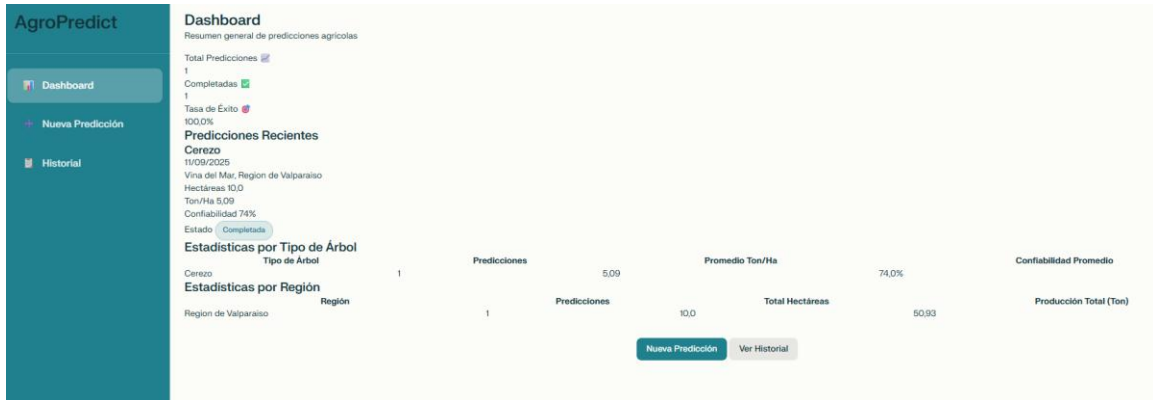 AgroPredict
Dashboard
Nueva Predicción
Historial
Dashboard
Resumen general de predicciones agrícolas
Total Predicciones
1
Completadas
1
Tasa de Éxito
100,0%
Predicciones Recientes
Cerezo
11/09/2025
Vina del Mar, Region de Valparaiso
Hectáreas 10,0
Ton/Ha 5,09
Confiabilidad 74%
Estado Completada
Estadísticas por Tipo de Árbol
Tipo de Árbol Predicciones Promedio Ton/Ha Confiabilidad Promedio
Cerezo 1 5,09 74,0%
Estadísticas por Región
Región Predicciones Total Hectáreas Producción Total (Ton)
Region de Valparaiso 1 10,0 50,93
Nueva Predicción Ver Historial